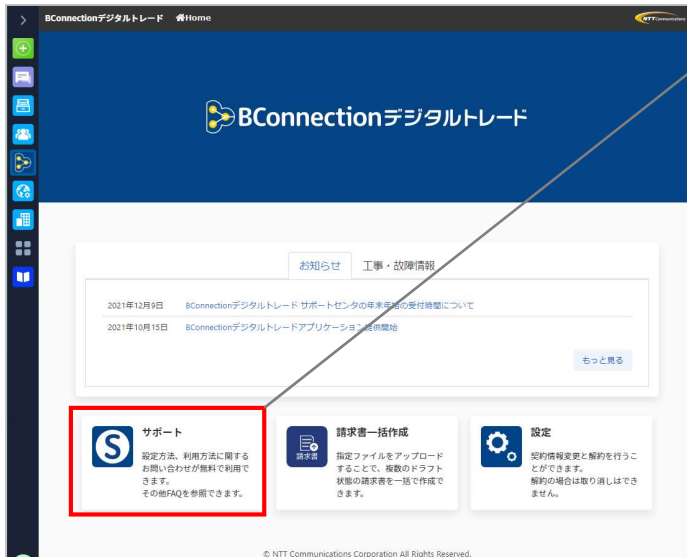 BConnectionデジタルトレード Home
NTT Communications
BConnectionデジタルトレード
お知らせ 工事・故障情報
2021年12月9日 BConnectionデジタルトレード サポートセンタの年末年始の受付時間について
2021年10月15日 BConnectionデジタルトレードアプリケーション提供開始
もっと見る
S
サポート
設定方法、利用方法に関する
お問い合わせが無料で利用で
きます。
その他FAQを参照できます。
請求書
請求書一括作成
指定ファイルをアップロード
することで、複数のドラフト
状態の請求書を一括で作成で
きます。
設定
契約情報変更と解約を行うこ
とができます。
解約の場合は取り消しはでき
ません。
© NTT Communications Corporation All Rights Reserved.